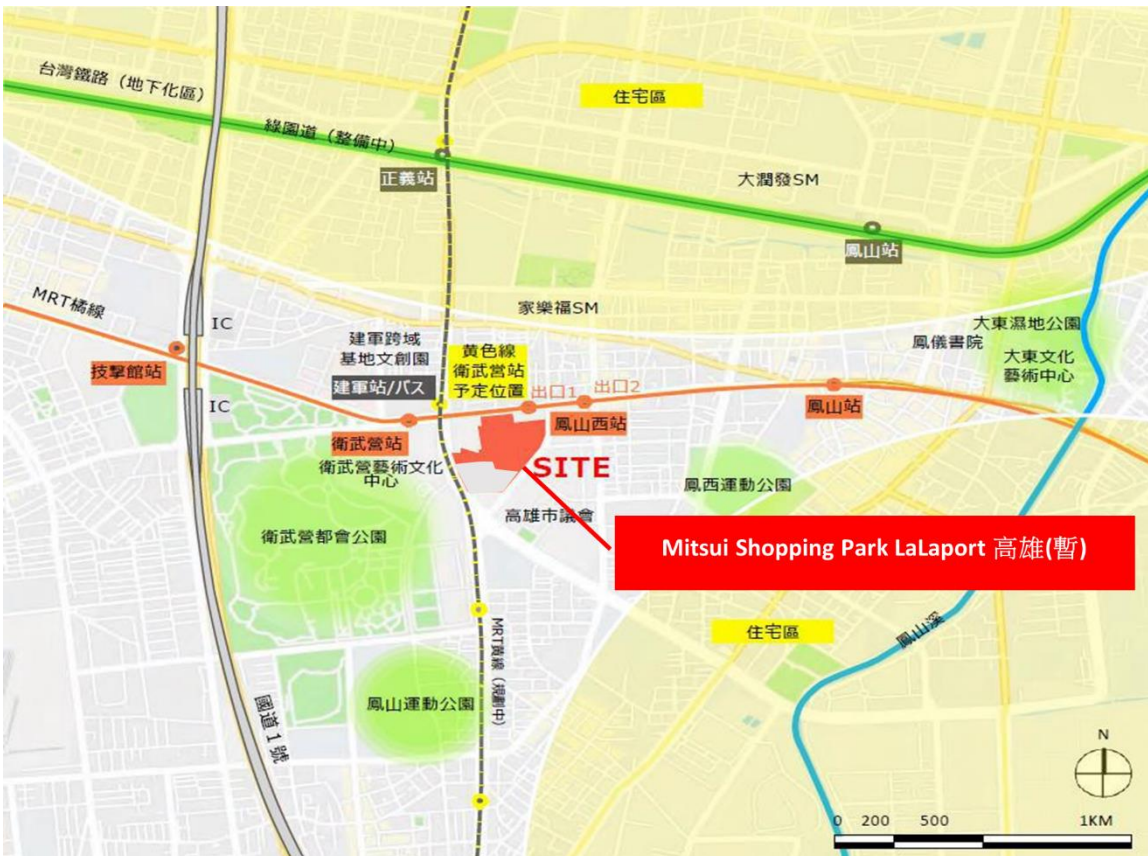 台灣鐵路（地下化區）
住宅區
綠園道（整備中）
正義站
大潤發SM
鳳山站
MRT橘線
IC
家樂福SM
大東濕地公園
鳳儀書院
大東文化
藝術中心
建軍跨域
基地文創園
黃色線
衛武營站
予定位置
技擊館站
建軍站/バス
出口1
出口2
鳳山站
IC
鳳山西站
衛武營站
衛武營藝術文化
中心
SITE
鳳西運動公園
高雄市議會
衛武營都會公園
Mitsui Shopping Park LaLaport 高雄(暫)
住宅區
鳳山溪
MRT黃線（規劃中）
鳳山運動公園
國道1號
N
0 200 500 1KM